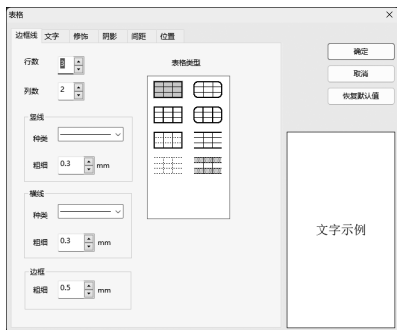 表格
边框线 文字 修饰 阴影 间距 位置
行数 3
列数 2
表格类型
竖线
种类
粗细 0.3 mm
横线
种类
粗细 0.3 mm
边框
粗细 0.5 mm
确定
取消
恢复默认值
文字示例